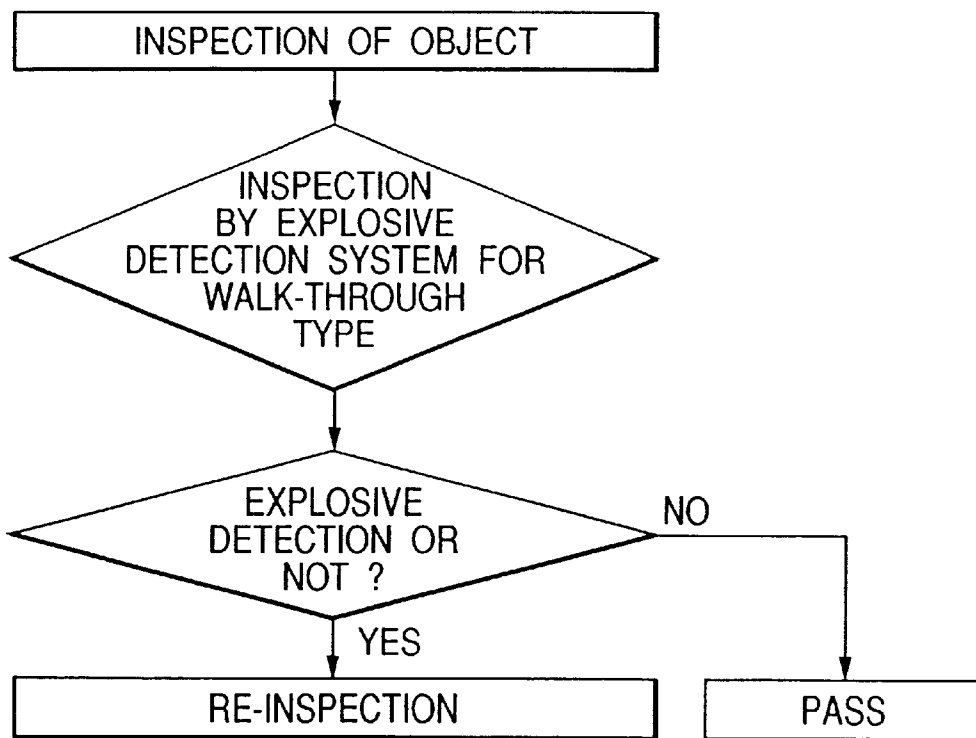 INSPECTION OF OBJECT
INSPECTION
BY EXPLOSIVE
DETECTION SYSTEM FOR
WALK-THROUGH
TYPE
EXPLOSIVE
DETECTION OR
NOT ?
NO
YES
RE-INSPECTION
PASS